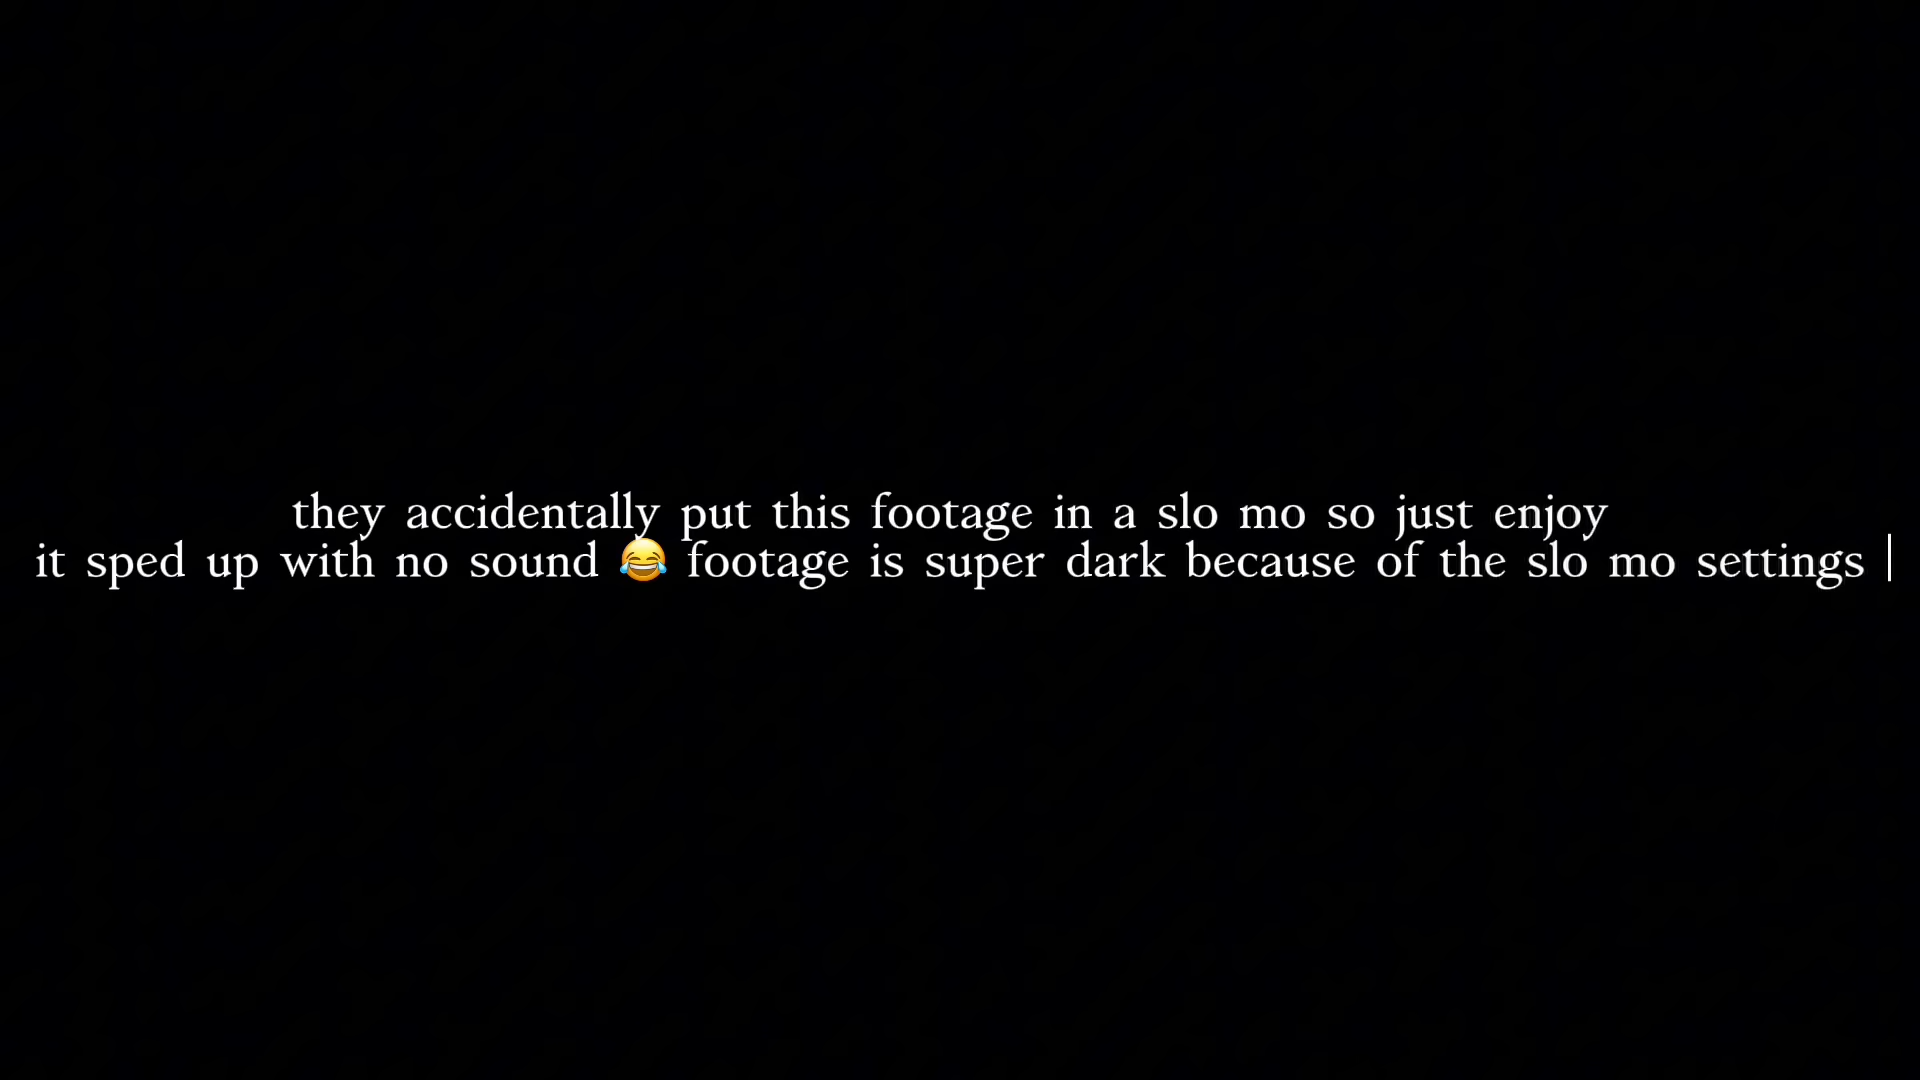 they accidentally put this footage in a slo mo so just enjoy
it sped up with no sound 😂 footage is super dark because of the slo mo settings |